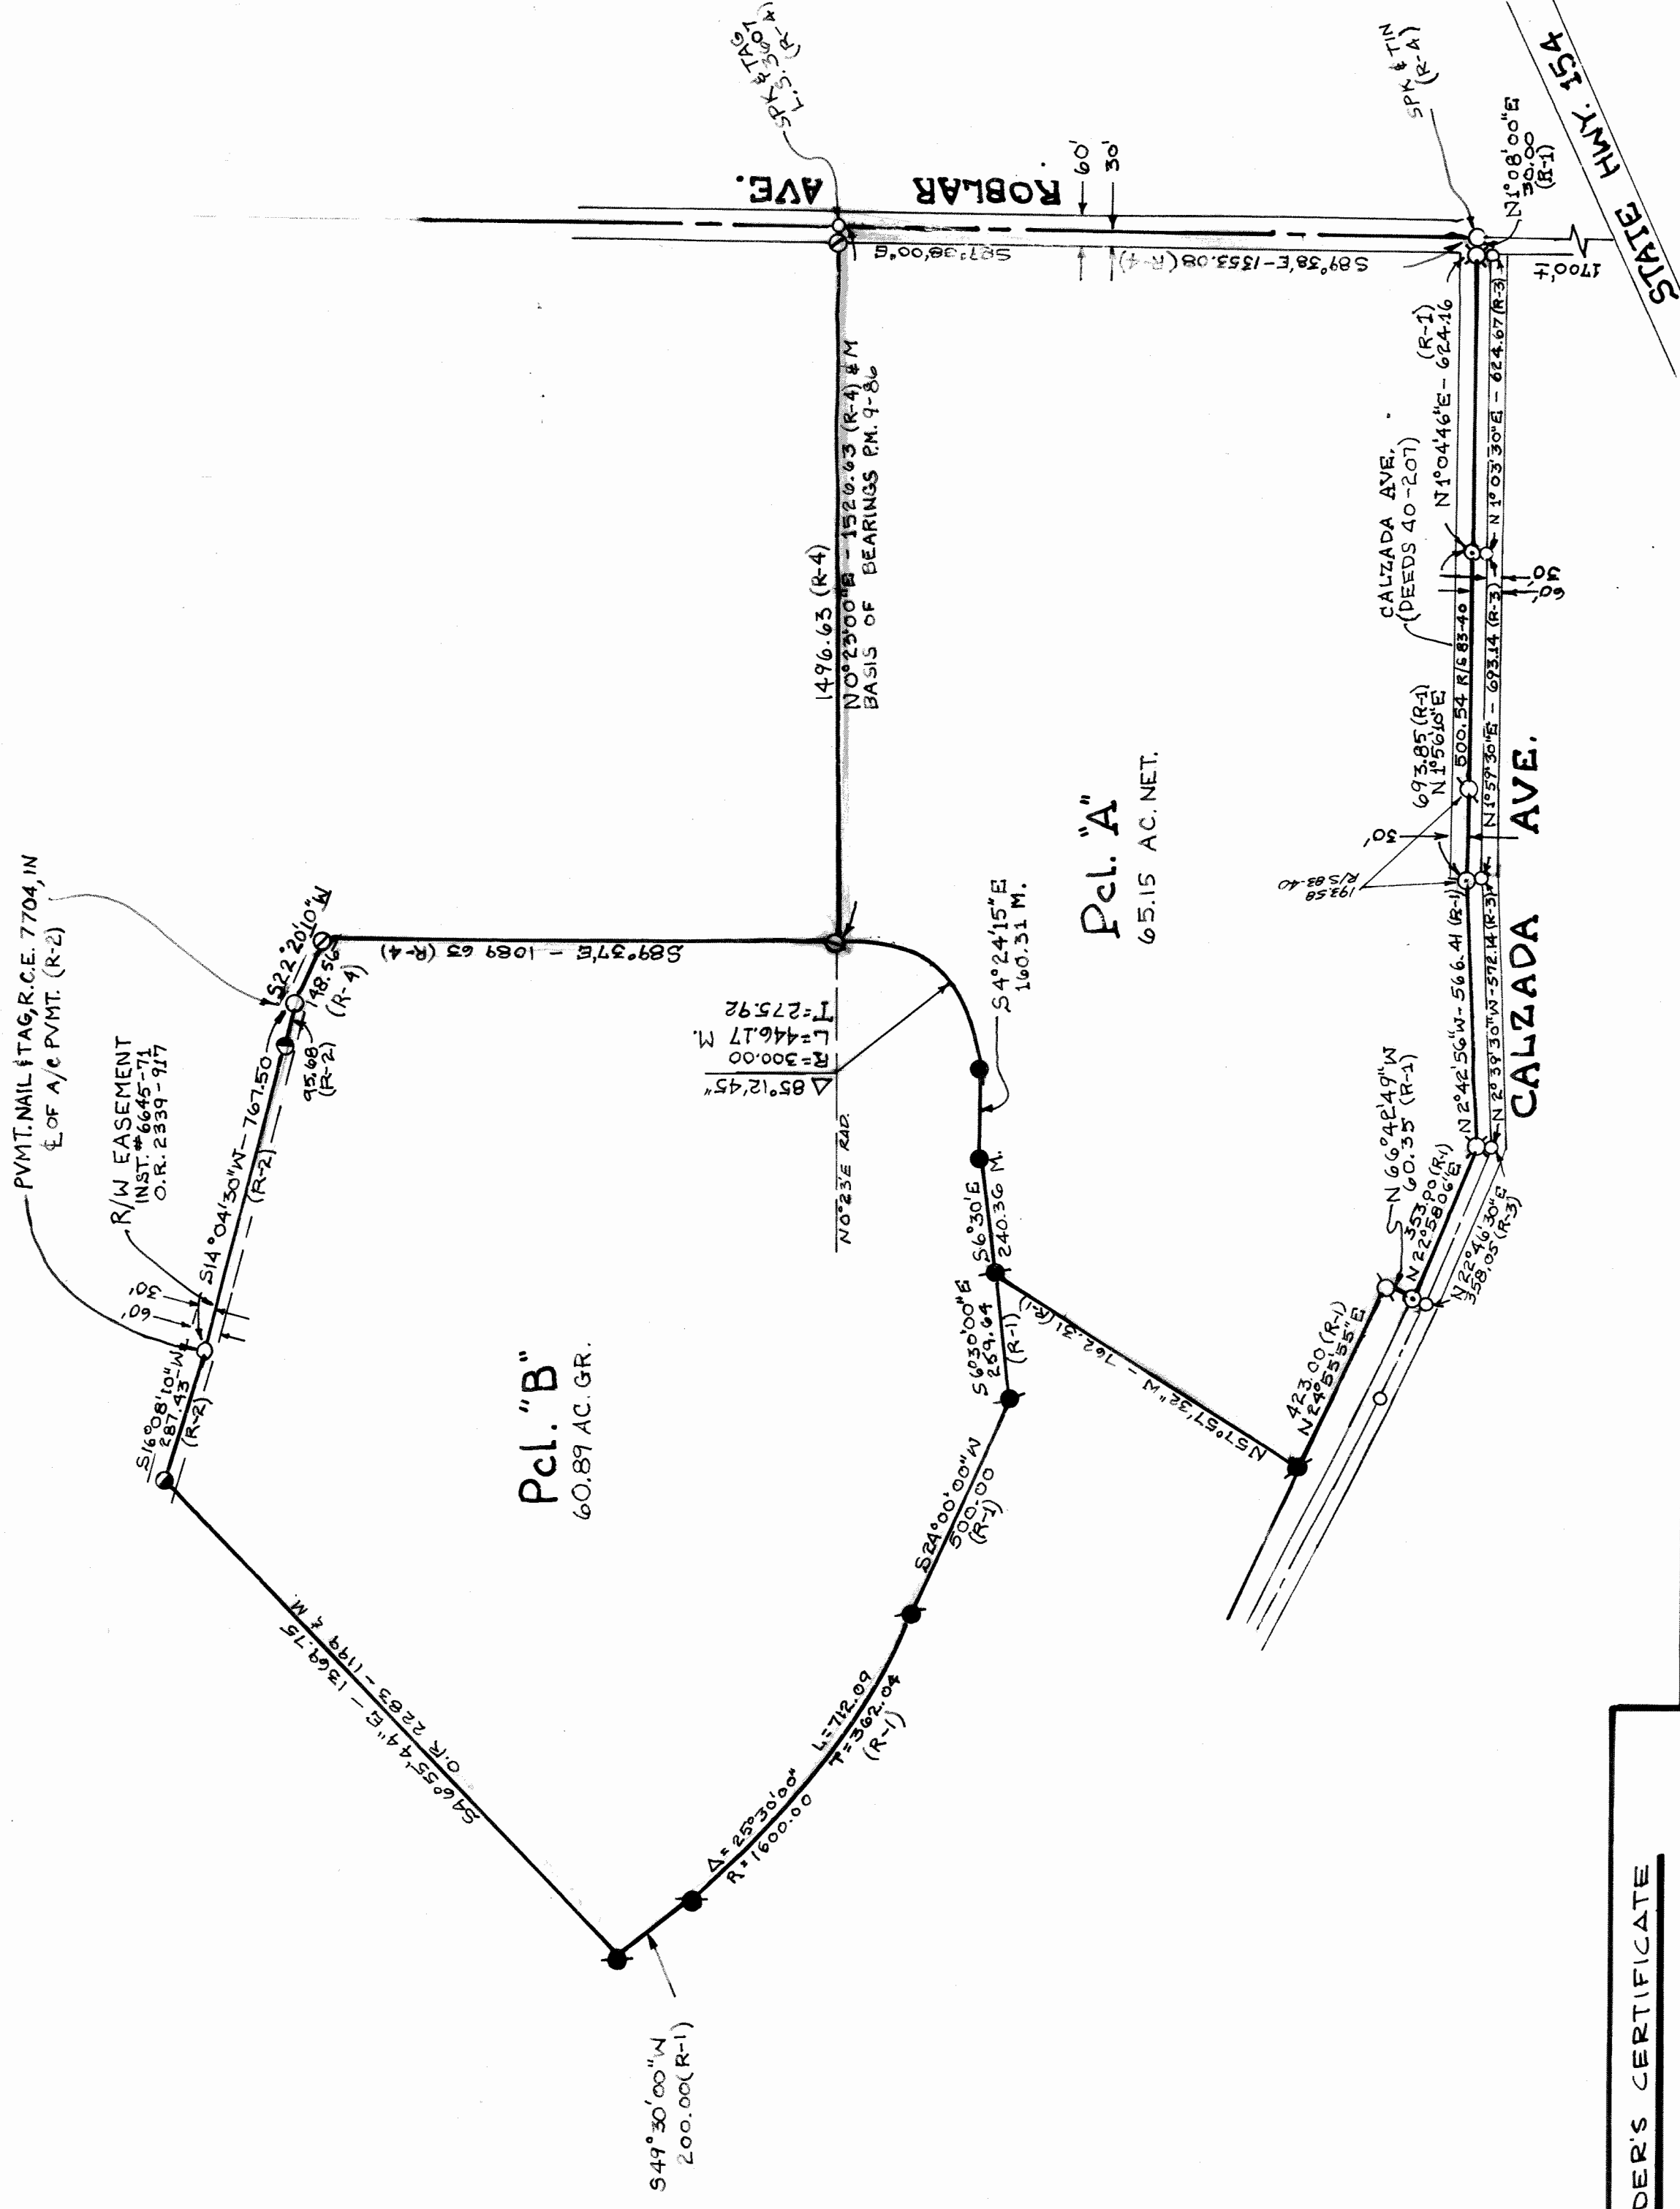 PVMT. NAIL & TAG, R.C.E. 7704, IN
℄ OF A/C PVMT. (R-2)
R/W EASEMENT
INST. # 6645-71
O.R. 2339-917
60'
30'
S16°08'10"W
287.43
(R-2)
S14°04'30"W - 767.50
(R-2)
95.68
(R-2)
S22°20'10"W
148.56
(R-4)
S89°37'E - 1089.63 (R-4)
SPK & TAG
L.S. 3607
(R-4)
ROBLAR AVE.
60'
30'
S87°38'00"E
S89°38'E - 1353.08 (R-4)
SPK & TIN
(R-4)
N1°08'00"E
30.00
(R-1)
STATE HWY. 154
1700'±
1496.63 (R-4)
N0°23'00"E - 1526.63 (R-4) & M
BASIS OF BEARINGS P.M. 9-86
Δ 85°12'45"
R=300.00
L=446.17 M.
T=275.92
N0°23'E RAD.
S4°24'15"E
160.31 M.
S6°30'E
240.36 M.
S6°30'00"E
259.64
(R-1)
Pcl. "A"
65.15 AC. NET.
Pcl. "B"
60.89 AC. GR.
S46°55'44"E - 1369.75
O.R. 2283-1199 & M.
S49°30'00"W
200.00 (R-1)
Δ=25°30'00"
R=1600.00
L=712.09
T=362.04
(R-1)
S24°00'00"W
500.00
(R-1)
N57°57'32"W - 762.31 (R-1)
423.00 (R-1)
N24°55'55"E
N66°42'49"W
60.35 (R-1)
353.90 (R-1)
N22°58'06"E
N22°46'30"E
358.05 (R-3)
N2°42'56"W - 566.41 (R-1)
N2°39'30"W - 572.14 (R-3)
193.58
R/S 83-40
30'
693.85 (R-1)
N1°56'10"E
500.54 R/S 83-40
N1°59'30"E - 693.14 (R-3)
CALZADA AVE.
(DEEDS 40-207)
60'
(R-1)
N1°04'46"E - 624.16
N1°03'30"E - 624.67 (R-3)
CALZADA AVE.
DER'S CERTIFICATE